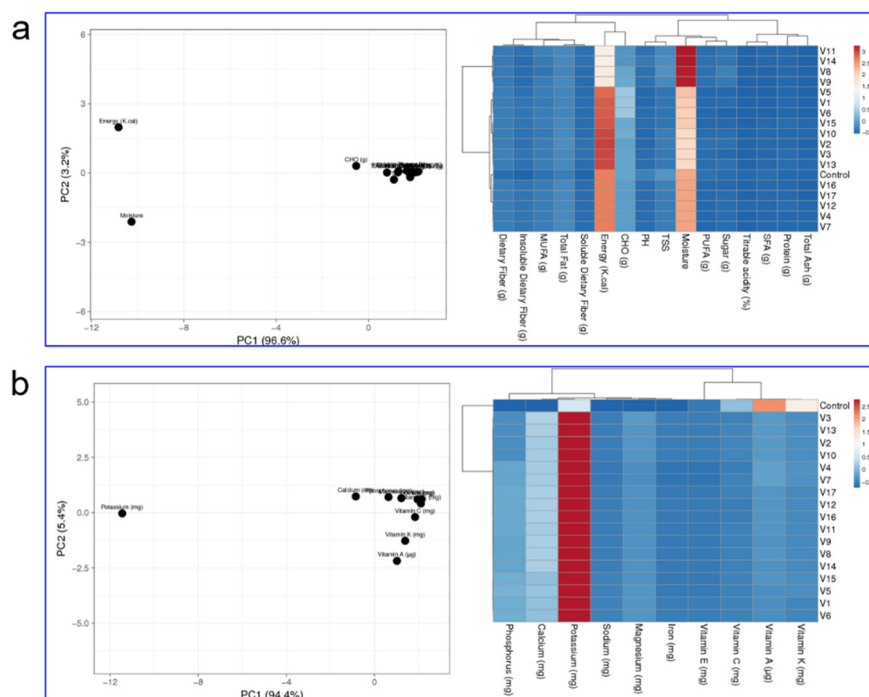 a
6
3
0
-3
-6
-12
-8
-4
0
PC2 (3.2%)
PC1 (96.6%)
Energy (K.cal)
Moisture
CHO (g)
V11
V14
V8
V9
V5
V1
V6
V15
V10
V2
V3
V13
Control
V16
V17
V12
V4
V7
3
2.5
2
1.5
1
0.5
0
Dietary Fiber (g)
Insoluble Dietary Fiber (g)
MUFA (g)
Total Fat (g)
Soluble Dietary Fiber (g)
Energy (K.cal)
CHO (g)
PH
TSS
Moisture
PUFA (g)
Sugar (g)
Titrable acidity (%)
SFA (g)
Protein (g)
Total Ash (g)
b
5.0
2.5
0.0
-2.5
-5.0
-12
-8
-4
0
PC2 (5.4%)
PC1 (94.4%)
Potassium (mg)
Vitamin C (mg)
Vitamin K (mg)
Vitamin A (µg)
Control
V3
V13
V2
V10
V4
V7
V17
V12
V16
V11
V9
V8
V14
V15
V5
V1
V6
2.5
2
1.5
1
0.5
0
Phosphorus (mg)
Calcium (mg)
Potassium (mg)
Sodium (mg)
Magnesium (mg)
Iron (mg)
Vitamin E (mg)
Vitamin C (mg)
Vitamin A (µg)
Vitamin K (mg)